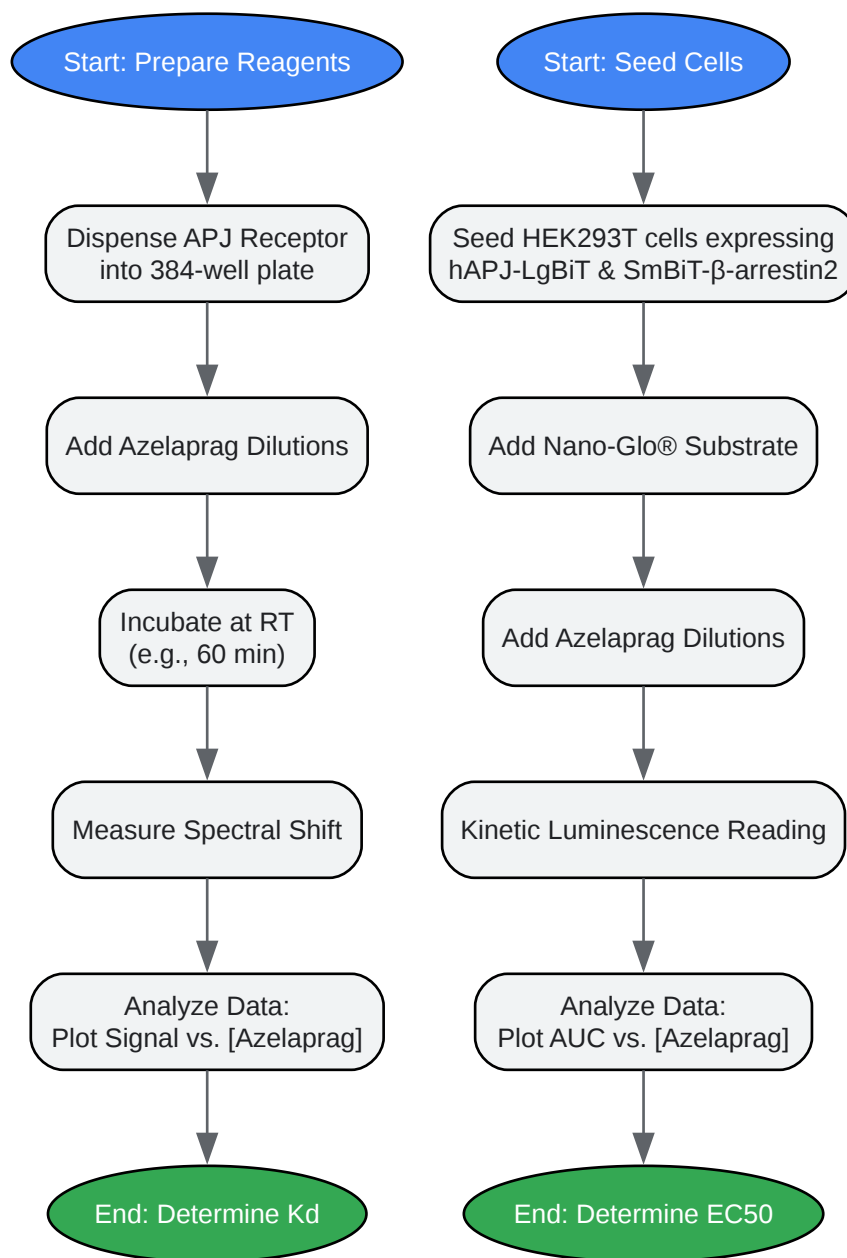 Start: Prepare Reagents
Dispense APJ Receptor
into 384-well plate
Add Azelaprag Dilutions
Incubate at RT
(e.g., 60 min)
Measure Spectral Shift
Analyze Data:
Plot Signal vs. [Azelaprag]
End: Determine Kd
Start: Seed Cells
Seed HEK293T cells expressing
hAPJ-LgBiT & SmBiT-β-arrestin2
Add Nano-Glo® Substrate
Add Azelaprag Dilutions
Kinetic Luminescence Reading
Analyze Data:
Plot AUC vs. [Azelaprag]
End: Determine EC50